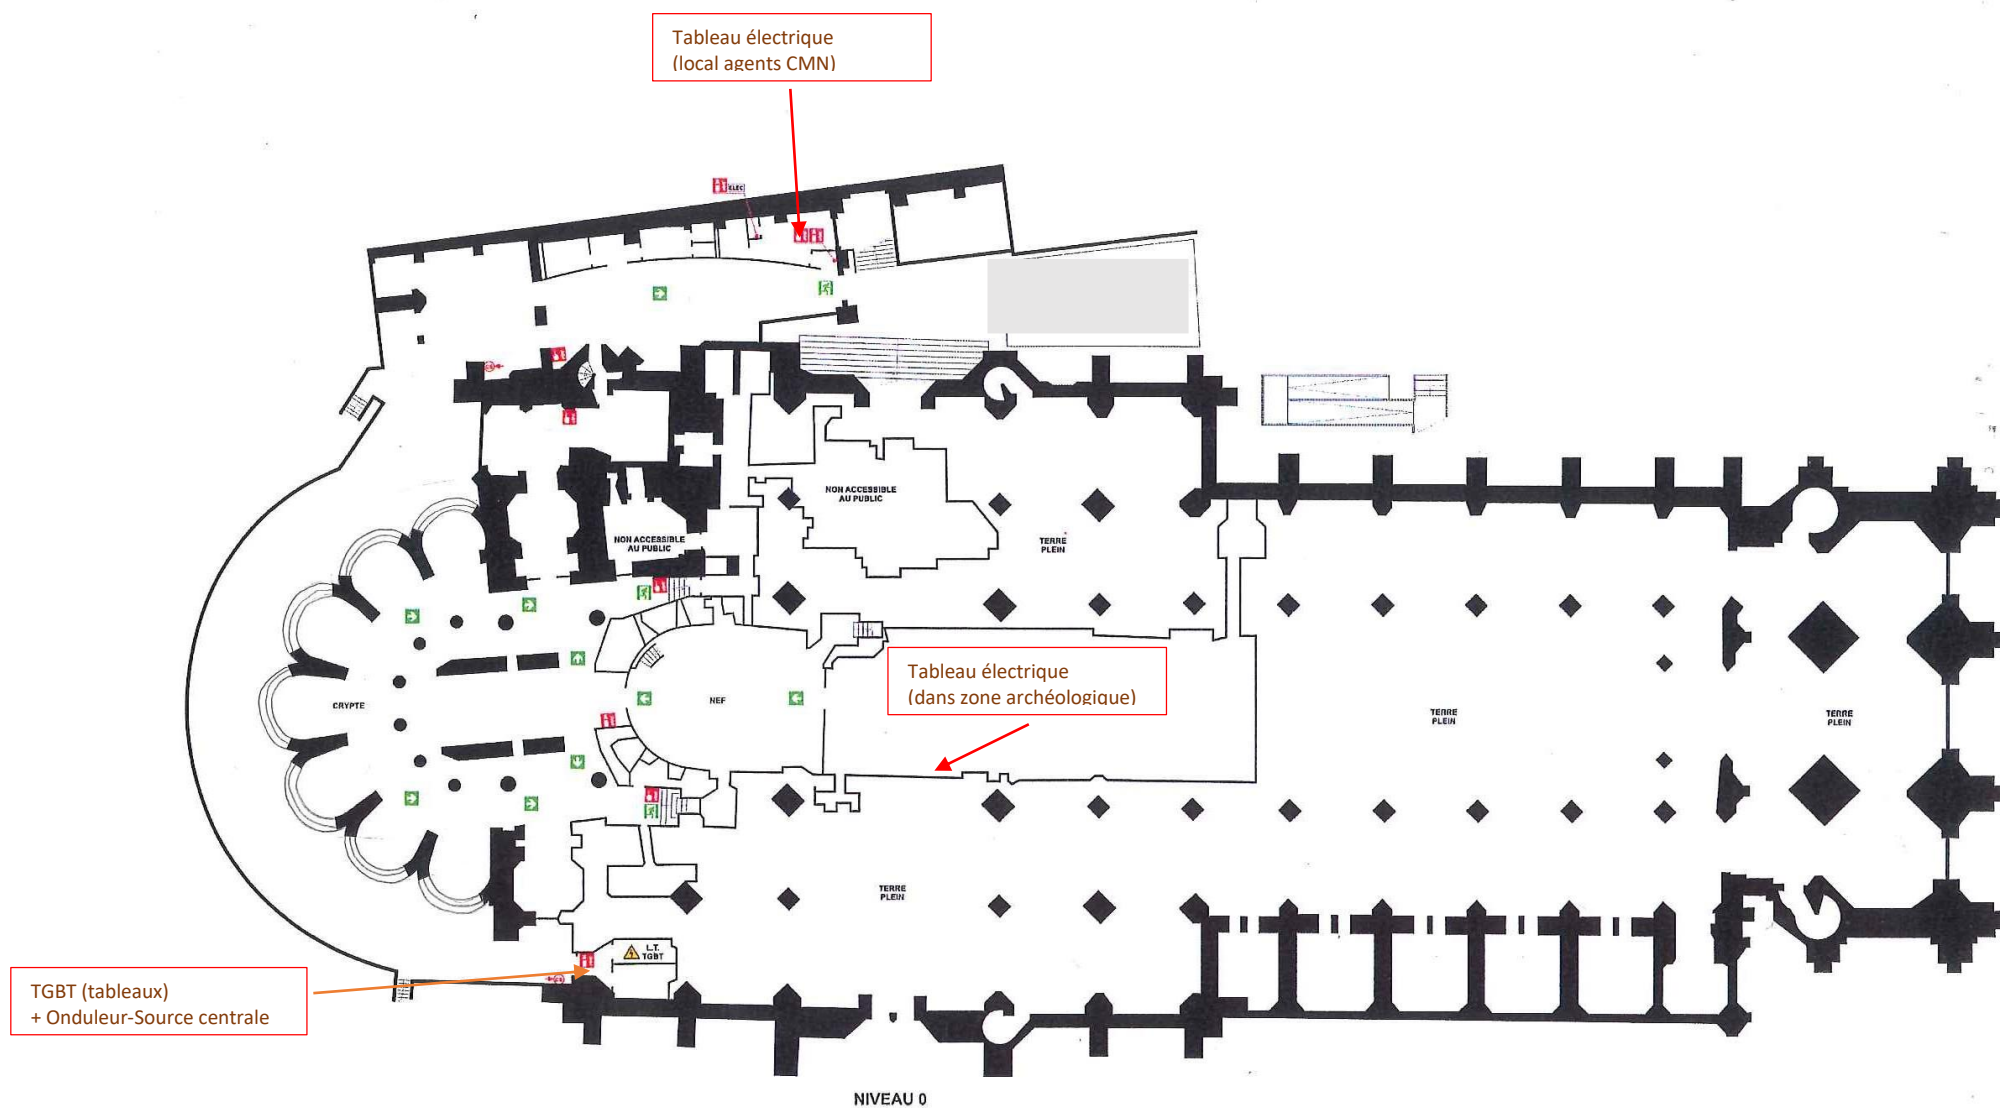 Tableau électrique
(local agents CMN)
ELEC
NON ACCESSIBLE
AU PUBLIC
NON ACCESSIBLE
AU PUBLIC
TERRE
PLEIN
Tableau électrique
(dans zone archéologique)
CRYPTE
NEF
TERRE
PLEIN
TERRE
PLEIN
TERRE
PLEIN
L.T.
TGBT
TGBT (tableaux)
+ Onduleur-Source centrale
NIVEAU 0